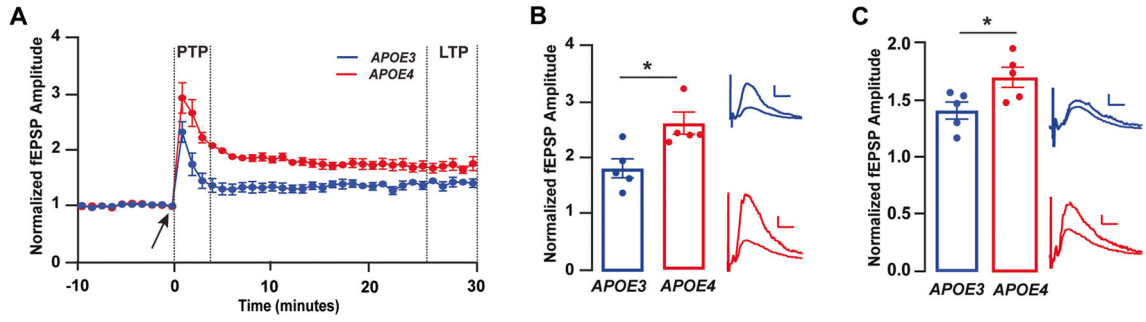 A
Normalized fEPSP Amplitude
4
3
2
1
0
PTP
LTP
APOE3
APOE4
-10
0
10
20
30
Time (minutes)
B
Normalized fEPSP Amplitude
4
3
2
1
0
*
APOE3
APOE4
C
Normalized fEPSP Amplitude
2.0
1.5
1.0
0.5
0.0
*
APOE3
APOE4